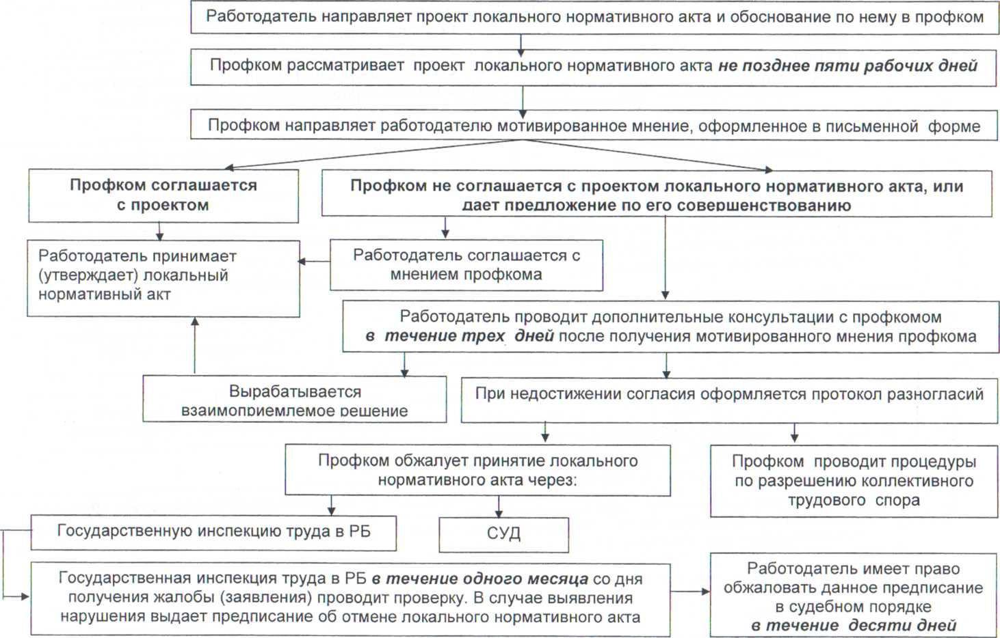 Работодатель направляет проект локального нормативного акта и обоснование по нему в профком
Профком рассматривает проект локального нормативного акта не позднее пяти рабочих дней
Профком направляет работодателю мотивированное мнение, оформленное в письменной форме
Профком соглашается
с проектом
Профком не соглашается с проектом локального нормативного акта, или
дает предложение по его совершенствованию
Работодатель принимает
(утверждает) локальный
нормативный акт
Работодатель соглашается с
мнением профкома
Работодатель проводит дополнительные консультации с профкомом
в течение трех дней после получения мотивированного мнения профкома
Вырабатывается
взаимоприемлемое решение
При недостижении согласия оформляется протокол разногласий
Профком обжалует принятие локального
нормативного акта через:
Профком проводит процедуры
по разрешению коллективного
трудового спора
Государственную инспекцию труда в РБ
СУД
Государственная инспекция труда в РБ в течение одного месяца со дня
получения жалобы (заявления) проводит проверку. В случае выявления
нарушения выдает предписание об отмене локального нормативного акта
Работодатель имеет право
обжаловать данное предписание
в судебном порядке
в течение десяти дней